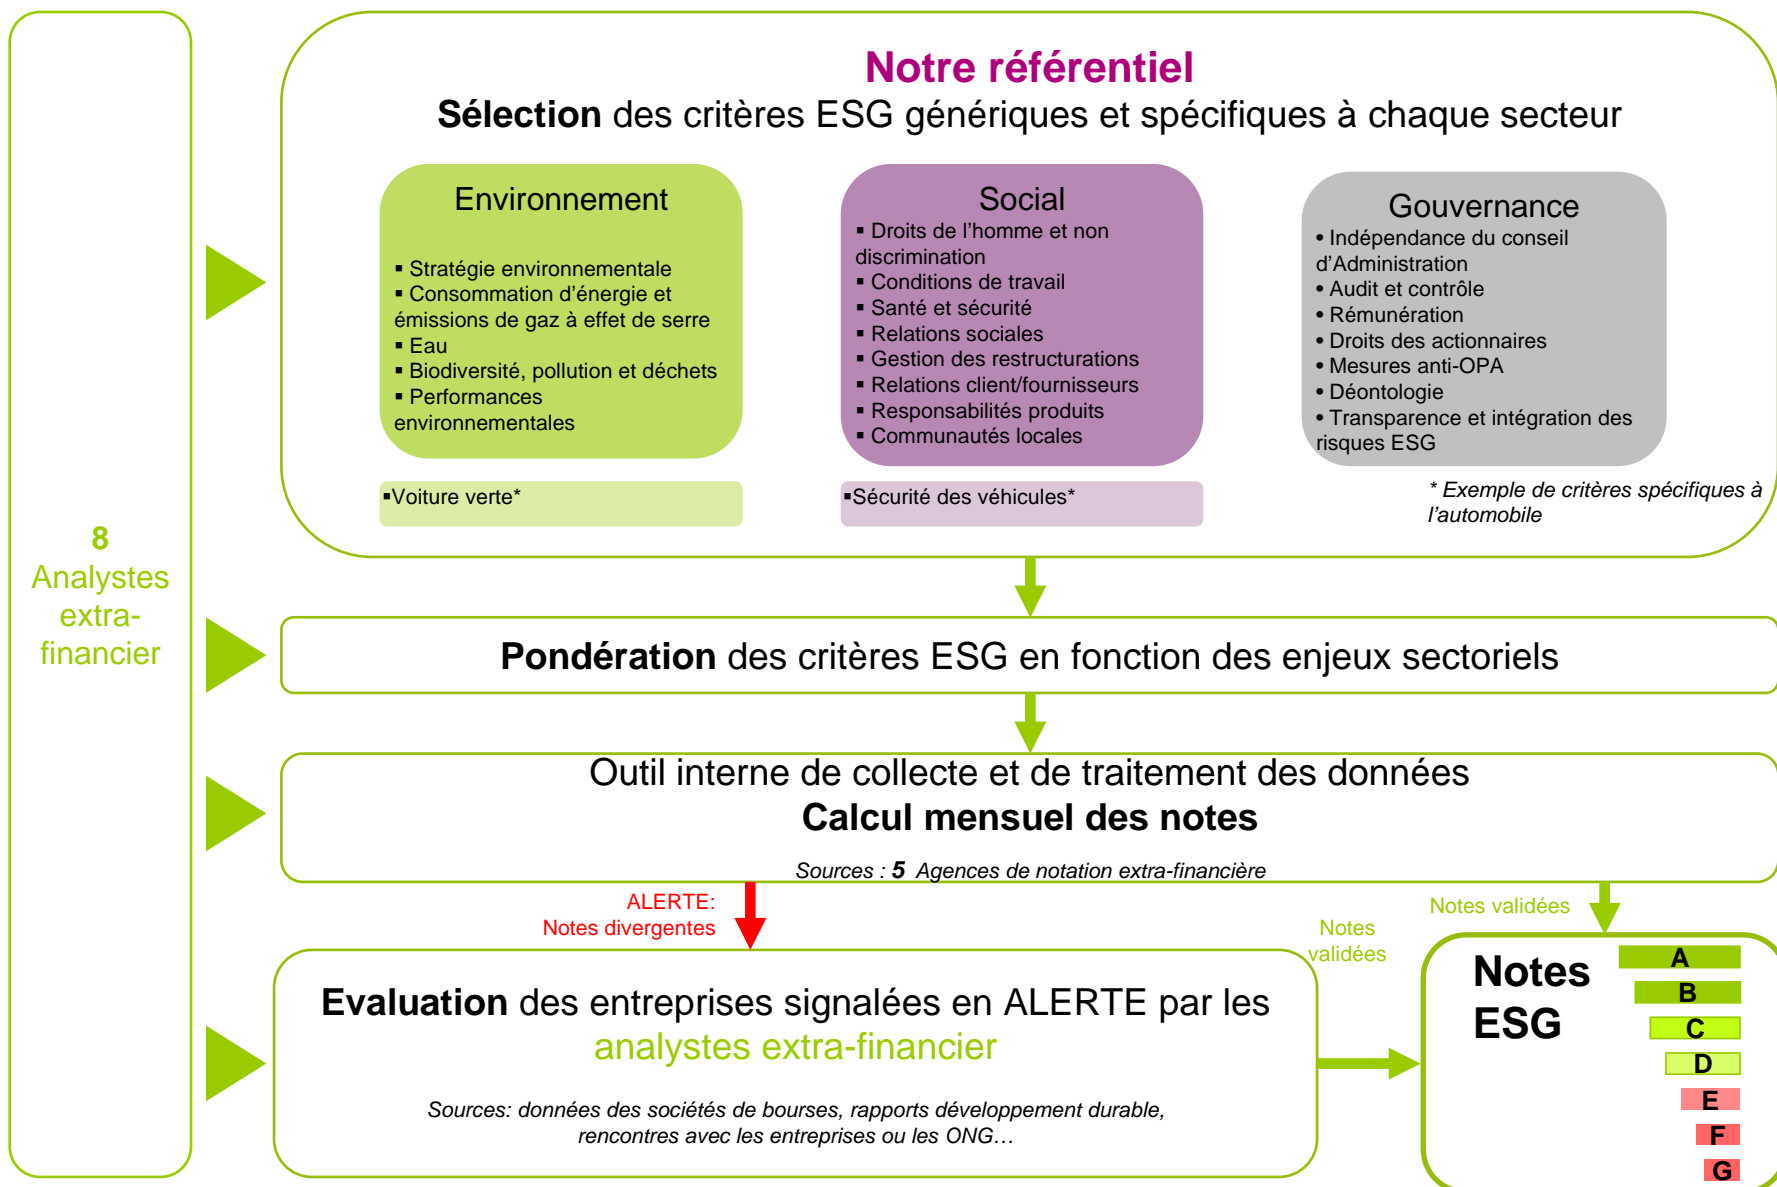 8
Analystes
extra-
financier
Notre référentiel
Sélection des critères ESG génériques et spécifiques à chaque secteur
Environnement
▪ Stratégie environnementale
▪ Consommation d'énergie et
émissions de gaz à effet de serre
▪ Eau
▪ Biodiversité, pollution et déchets
▪ Performances
environnementales
▪Voiture verte*
Social
▪ Droits de l'homme et non
discrimination
▪ Conditions de travail
▪ Santé et sécurité
▪ Relations sociales
▪ Gestion des restructurations
▪ Relations client/fournisseurs
▪ Responsabilités produits
▪ Communautés locales
▪Sécurité des véhicules*
Gouvernance
• Indépendance du conseil
d'Administration
• Audit et contrôle
• Rémunération
• Droits des actionnaires
• Mesures anti-OPA
• Déontologie
• Transparence et intégration des
risques ESG
* Exemple de critères spécifiques à
l'automobile
Pondération des critères ESG en fonction des enjeux sectoriels
Outil interne de collecte et de traitement des données
Calcul mensuel des notes
Sources : 5 Agences de notation extra-financière
ALERTE:
Notes divergentes
Notes validées
Notes
validées
Evaluation des entreprises signalées en ALERTE par les
analystes extra-financier
Sources: données des sociétés de bourses, rapports développement durable,
rencontres avec les entreprises ou les ONG…
Notes
ESG
A
B
C
D
E
F
G